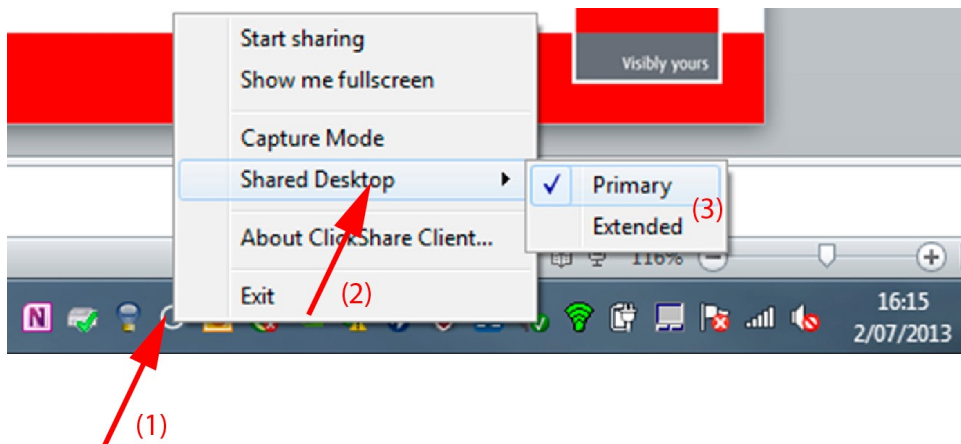 Start sharing
Show me fullscreen
Visibly yours
Capture Mode
Shared Desktop
Primary
Extended
(3)
About ClickShare Client...
116%
Exit
(2)
N
16:15
2/07/2013
(1)